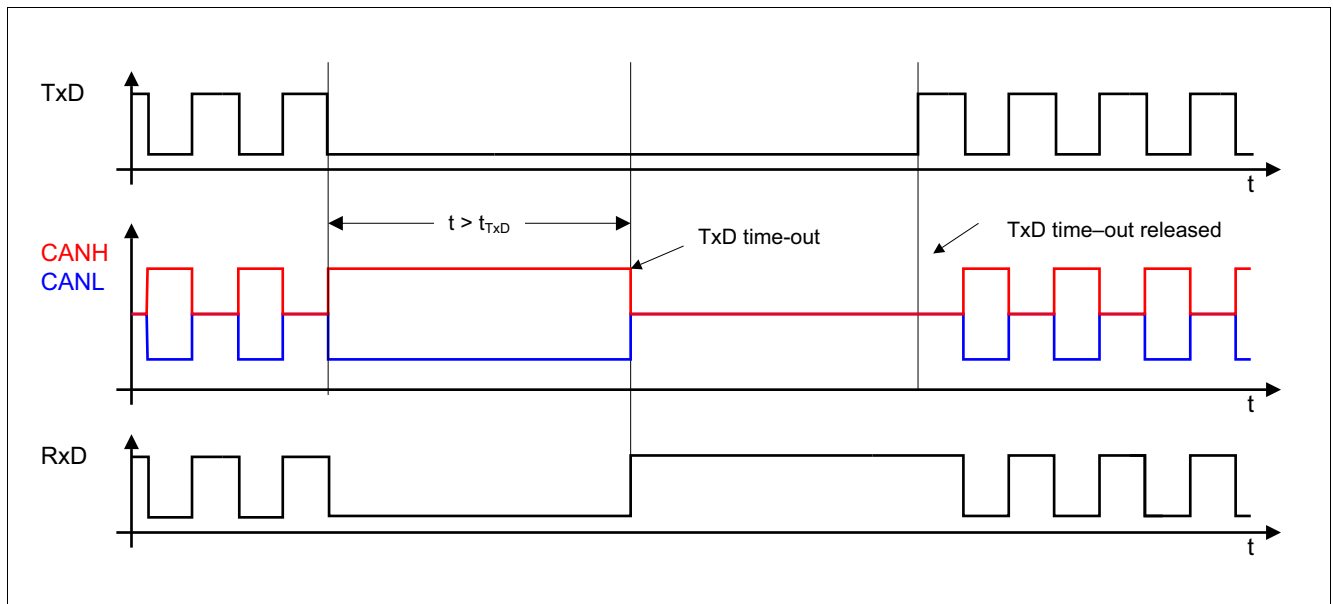 TxD
t
t > tTxD
TxD time-out
TxD time–out released
CANH
CANL
t
RxD
t